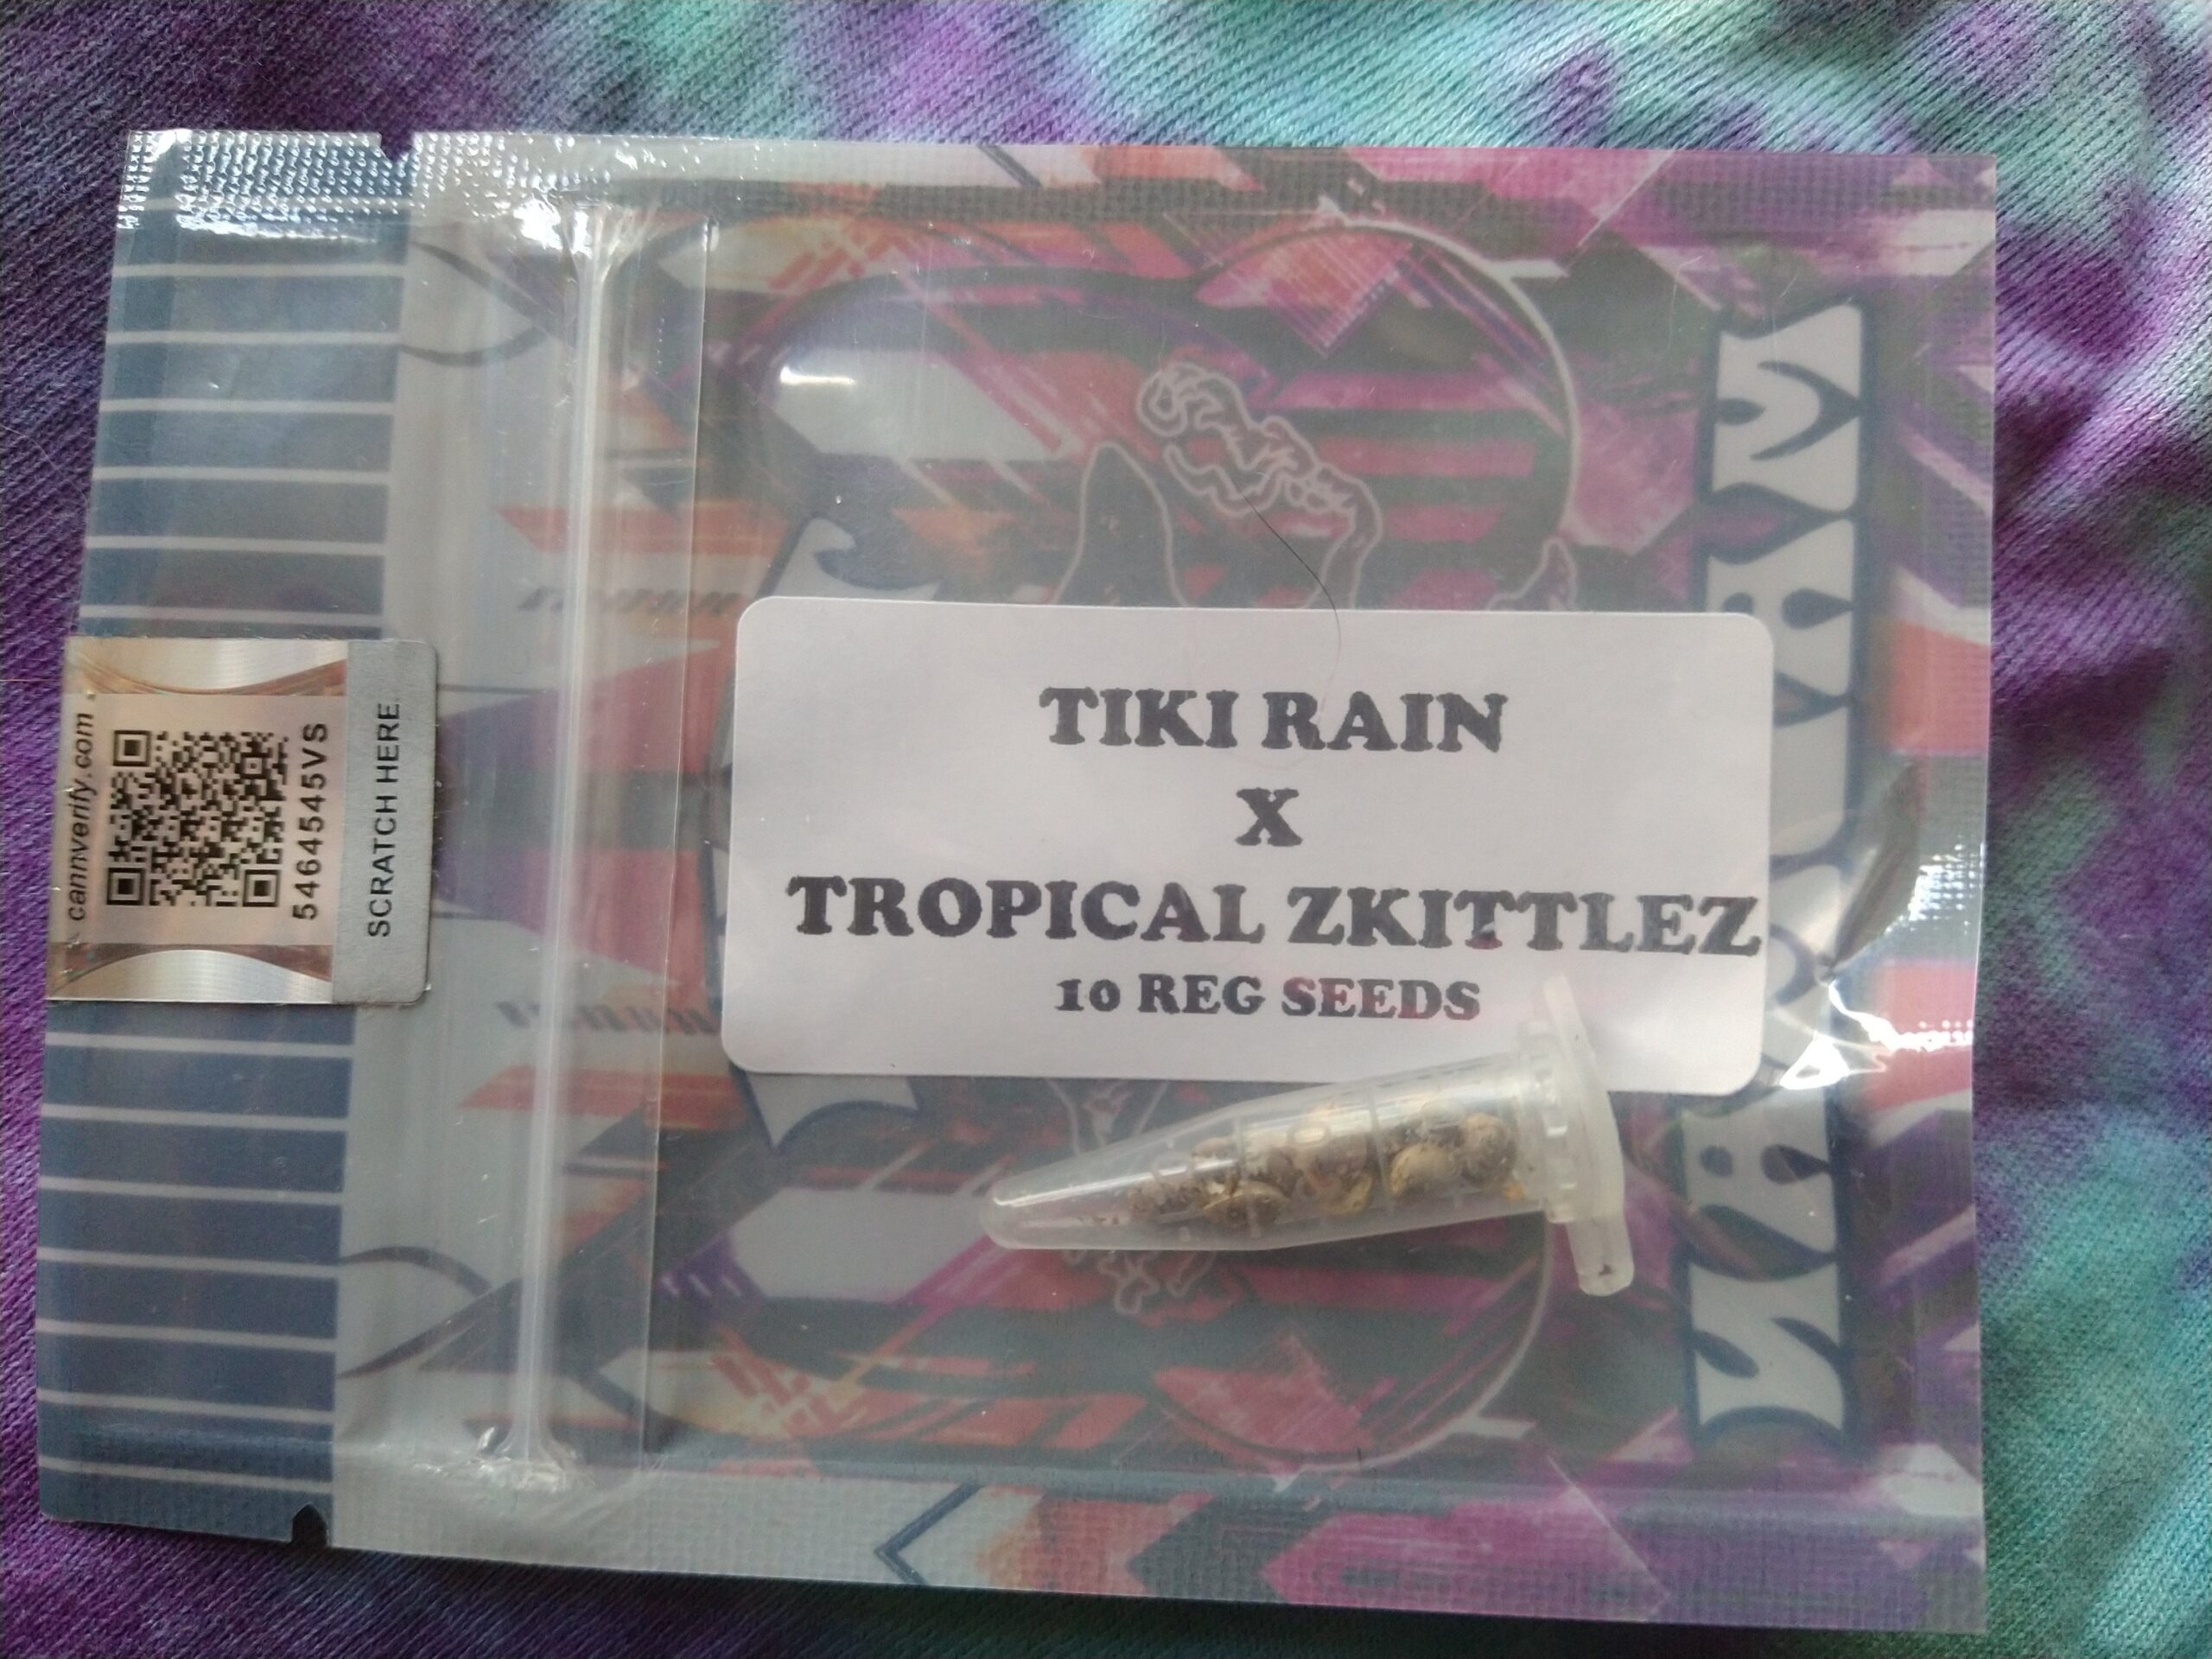 TIKI RAIN
X
TROPICAL ZKITTLEZ
10 REG SEEDS
cannverify.com
5464545VS
SCRATCH HERE